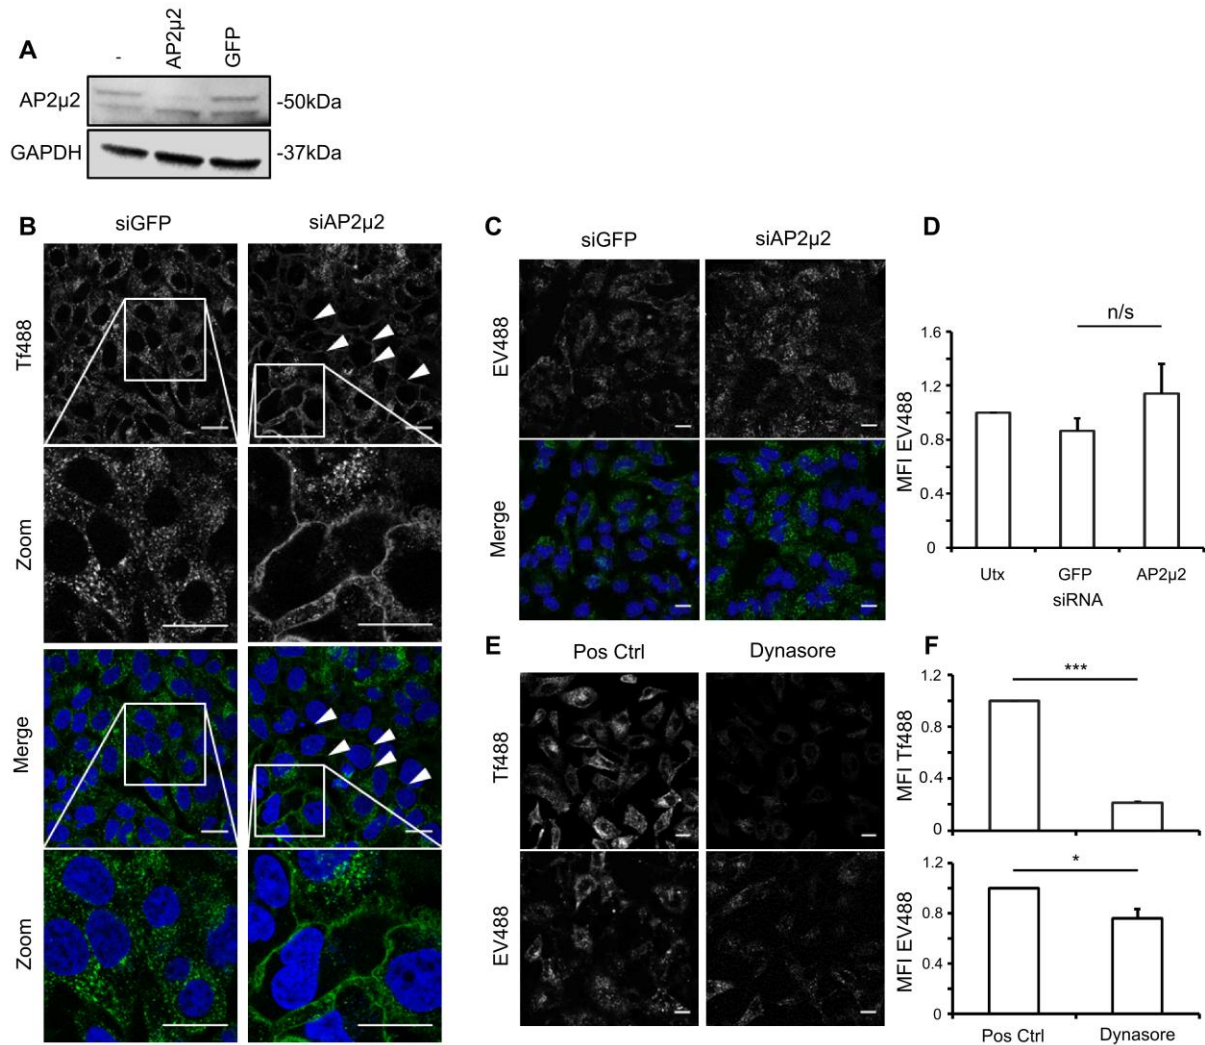 A
-
AP2μ2
GFP
AP2μ2
-50kDa
GAPDH
-37kDa
B
siGFP
siAP2μ2
Tf488
Zoom
Merge
Zoom
C
siGFP
siAP2μ2
EV488
Merge
D
n/s
1.6
1.2
0.8
0.4
0
MFI EV488
Utx
GFP
AP2μ2
siRNA
E
Pos Ctrl
Dynasore
Tf488
EV488
F
1.2
***
0.8
0.4
0
MFI Tf488
1.2
*
0.8
0.4
0
MFI EV488
Pos Ctrl
Dynasore